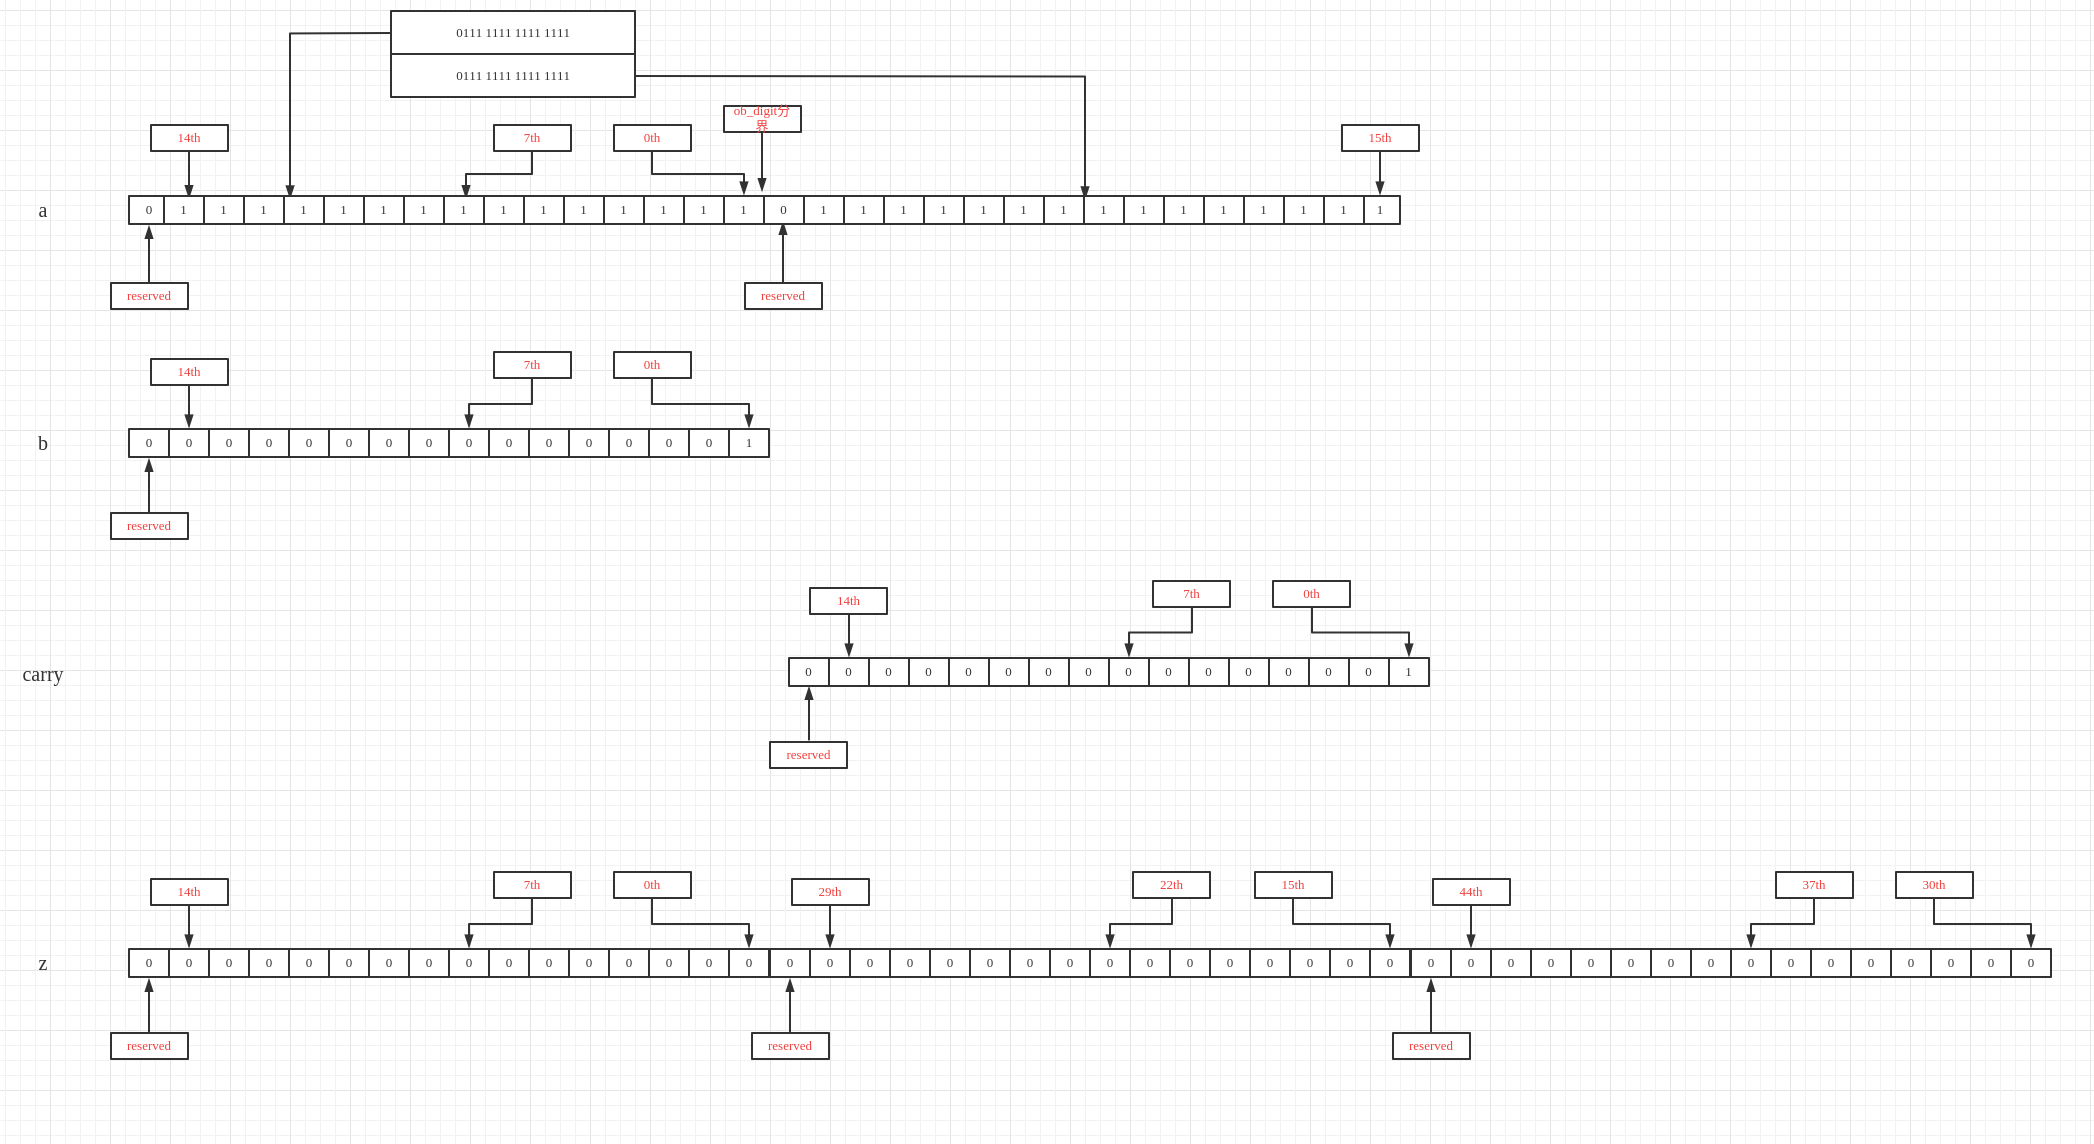 0111 1111 1111 1111
0111 1111 1111 1111
ob_digit分
界
14th 7th 0th 15th
a 0 1 1 1 1 1 1 1 1 1 1 1 1 1 1 1 0 1 1 1 1 1 1 1 1 1 1 1 1 1 1 1
reserved reserved
14th 7th 0th
b 0 0 0 0 0 0 0 0 0 0 0 0 0 0 0 1
reserved
14th 7th 0th
carry 0 0 0 0 0 0 0 0 0 0 0 0 0 0 0 1
reserved
14th 7th 0th 29th 22th 15th 44th 37th 30th
z 0 0 0 0 0 0 0 0 0 0 0 0 0 0 0 0 0 0 0 0 0 0 0 0 0 0 0 0 0 0 0 0 0 0 0 0 0 0 0 0 0 0 0 0 0 0 0 0
reserved reserved reserved